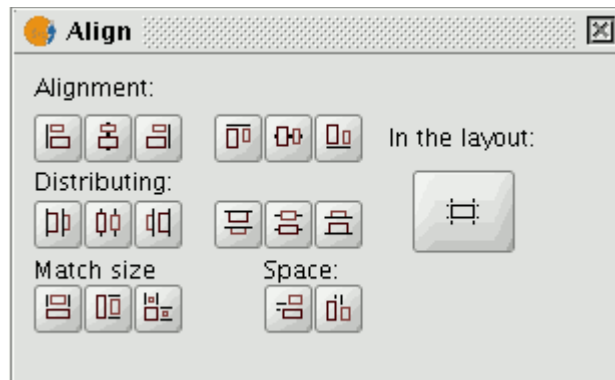 Align
Alignment:
In the layout:
Distributing:
Match size
Space: